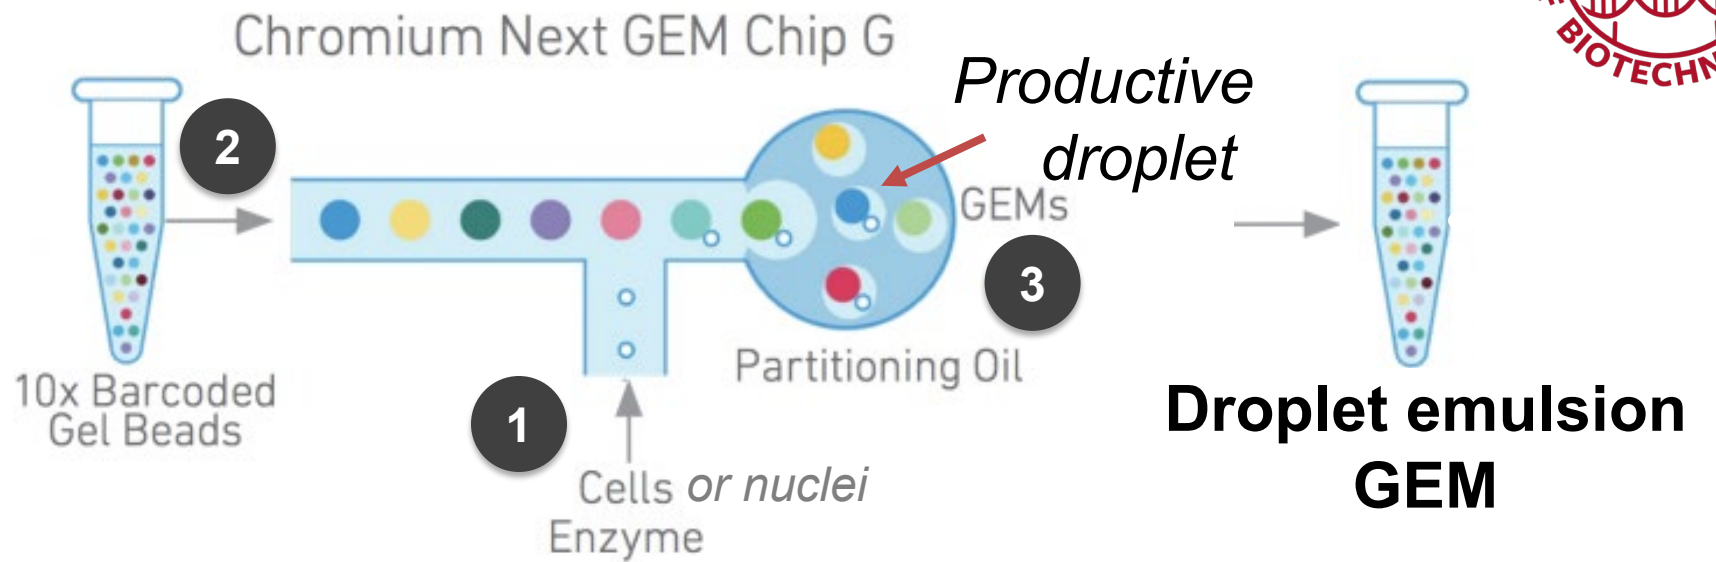 Chromium Next GEM Chip G
Productive
droplet
2
GEMs
3
Partitioning Oil
10x Barcoded
Gel Beads
1
Cells or nuclei
Enzyme
Droplet emulsion
GEM